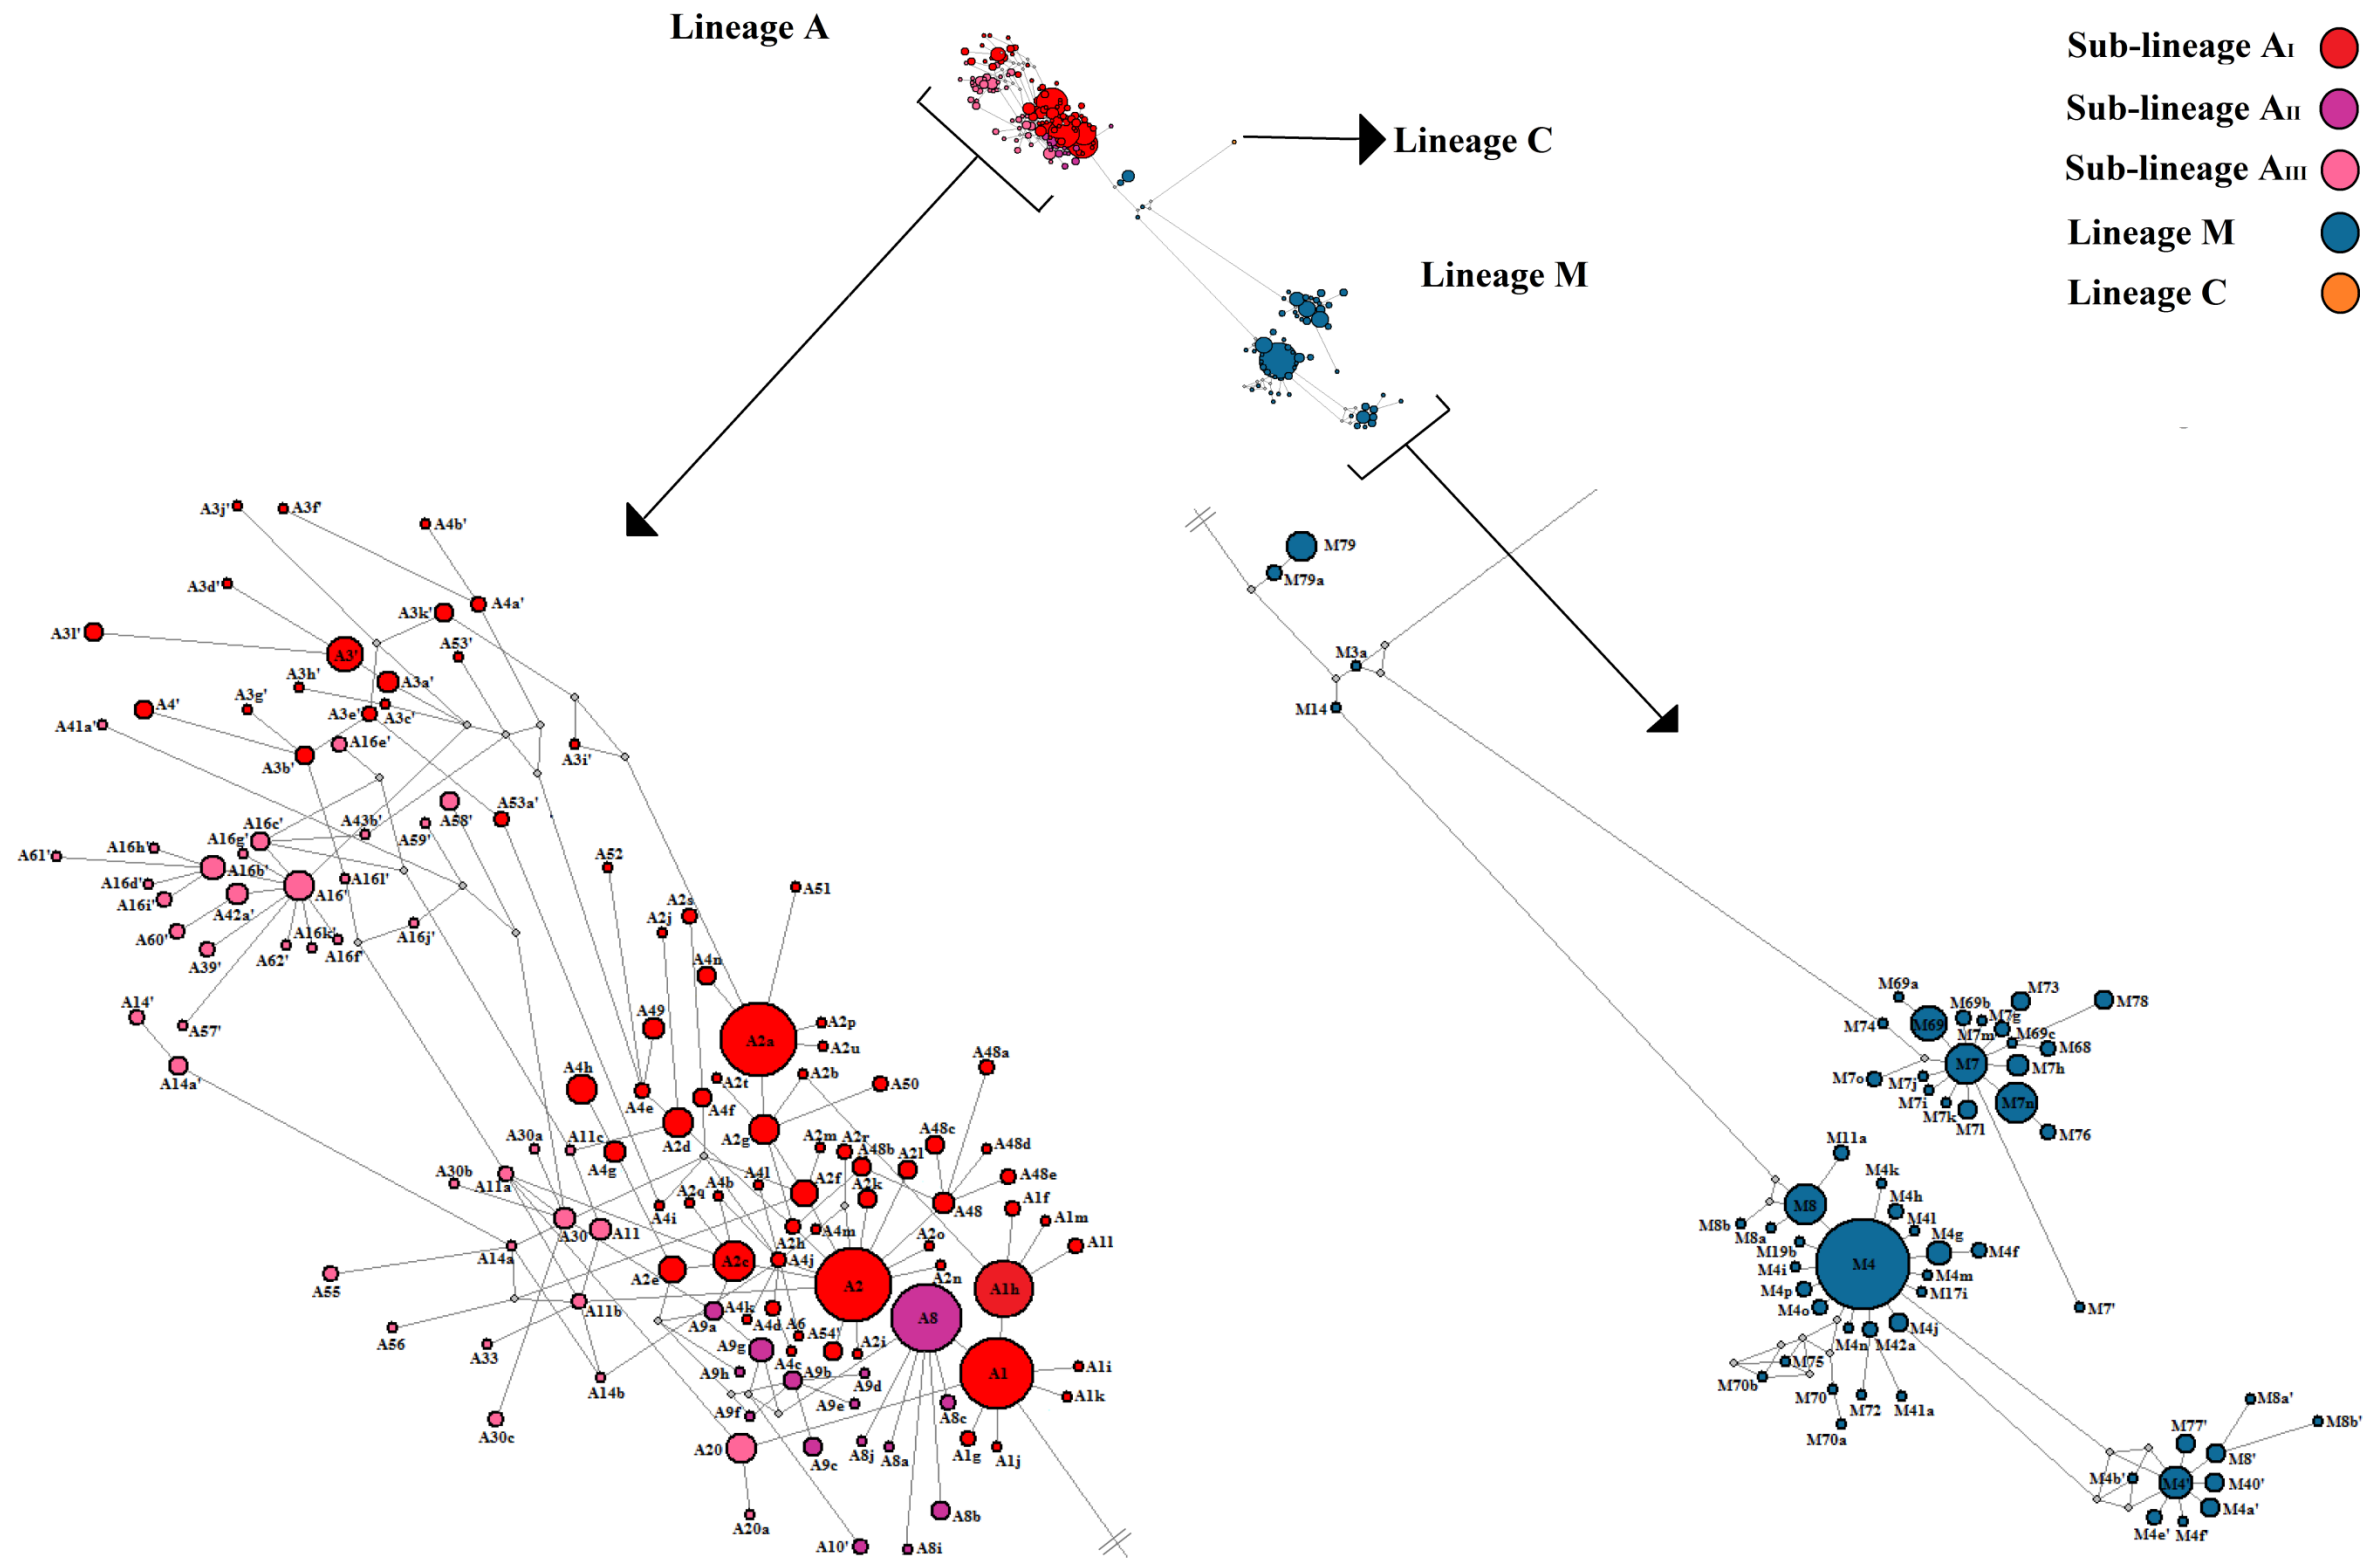 Lineage A
Sub-lineage AI
Sub-lineage AII
Lineage C
Sub-lineage AIII
Lineage M
Lineage M
Lineage C
A3j'
A3f'
A4b'
A3d'
A4a'
A3k'
A3l'
A53'
A3'
A3h'
A3a'
A3g'
A4'
A3e'
A3c'
A41a'
A16e'
A3i'
A3b'
A53a'
A58'
A59'
A43b'
A16c'
A16g'
A16h'
A61'
A16b'
A16l'
A16d'
A16'
A16i'
A42a'
A60'
A16k'
A16j'
A39'
A62'
A16f'
A14'
A57'
A14a'
A52
A51
A2s
A2j
A4n
A49
A2a
A2p
A2u
A48a
A4h
A2t
A2b
A50
A4e
A4f
A2d
A2g
A30a
A11c
A2m
A2r
A48c
A48d
A48b
A2l
A4g
A30b
A11a
A4l
A2f
A2k
A48e
A2q
A4b
A4i
A48
A1f
A1m
A30
A11
A4m
A2o
A1l
A14a
A2h
A2e
A2c
A4j
A2
A2n
A1h
A55
A11b
A9a
A4k
A4d
A6
A54'
A8
A56
A33
A9g
A2i
A4c
A9h
A9b
A9d
A1
A1i
A14b
A9f
A9e
A1k
A30c
A20
A9c
A8j
A8a
A8c
A1g
A1j
A20a
A8b
A10'
A8i
M79
M79a
M3a
M14
M69a
M73
M78
M69b
M7g
M74
M69
M7m
M69c
M68
M7
M7h
M7o
M7j
M7i
M7n
M7k
M7l
M76
M11a
M4k
M4h
M8
M4l
M8b
M8a
M4g
M4f
M19b
M4
M4i
M4m
M4p
M17i
M4o
M7'
M4j
M4n
M42a
M75
M70b
M70
M72
M41a
M70a
M8a'
M8b'
M77'
M8'
M4b'
M4'
M40'
M4a'
M4e'
M4f'